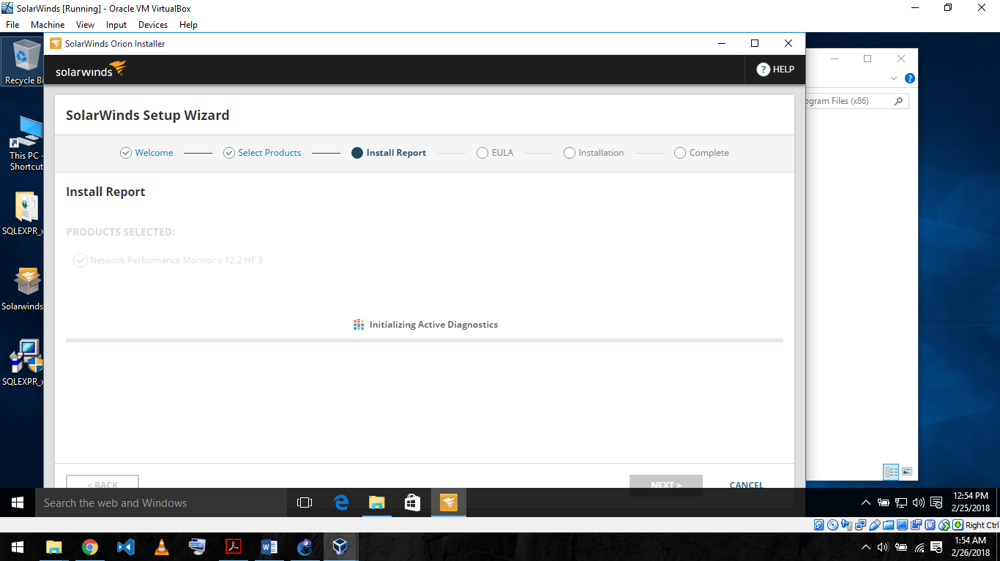 SolarWinds [Running] - Oracle VM VirtualBox
File Machine View Input Devices Help
SolarWinds Orion Installer
solarwinds
? HELP
Recycle Bi
ogram Files (x86)
SolarWinds Setup Wizard
Welcome Select Products Install Report EULA Installation Complete
This PC -
Shortcut
Install Report
SQLEXPR_x
PRODUCTS SELECTED:
Network Performance Monitor v 12.2 HF 3
Solarwinds
Initializing Active Diagnostics
SQLEXPR_x
< BACK NEXT > CANCEL
Search the web and Windows
12:54 PM
2/25/2018
Right Ctrl
1:54 AM
2/26/2018